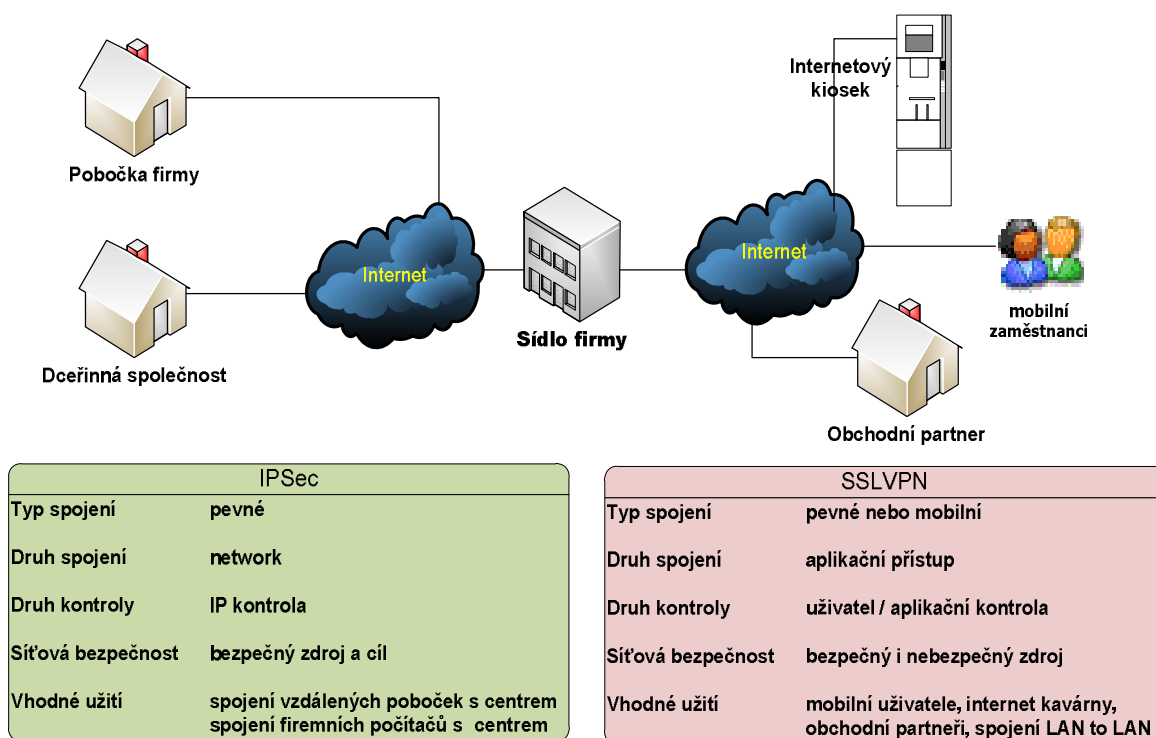 Internetový
kiosek
Pobočka firmy
Internet
Internet
mobilní
zaměstnanci
Sídlo firmy
Dceřinná společnost
Obchodní partner
IPSec
Typ spojení pevné
Druh spojení network
Druh kontroly IP kontrola
Síťová bezpečnost bezpečný zdroj a cíl
Vhodné užití spojení vzdálených poboček s centrem
spojení firemních počítačů s centrem
SSLVPN
Typ spojení pevné nebo mobilní
Druh spojení aplikační přístup
Druh kontroly uživatel / aplikační kontrola
Síťová bezpečnost bezpečný i nebezpečný zdroj
Vhodné užití mobilní uživatele, internet kavárny,
obchodní partneři, spojení LAN to LAN